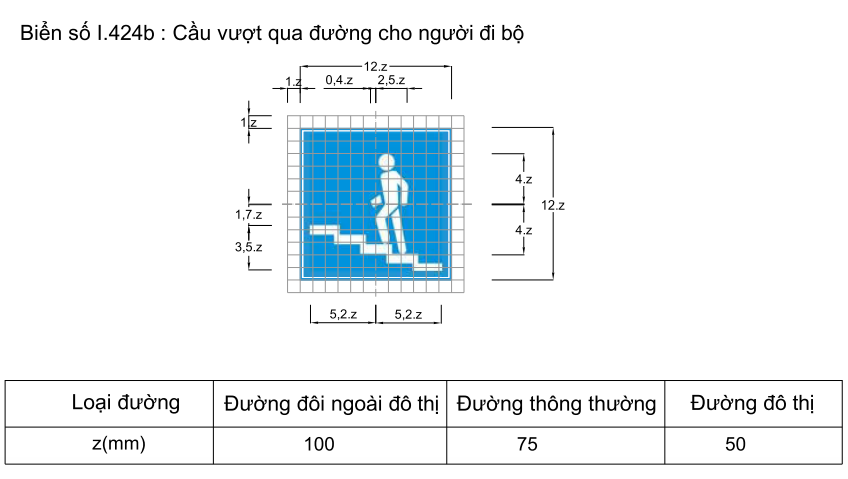 Biển số I.424b : Cầu vượt qua đường cho người đi bộ
12.z
1.z 0,4.z 2,5.z
1.z
4.z
12.z
1,7.z
4.z
3,5.z
5,2.z 5,2.z
Loại đường Đường đôi ngoài đô thị Đường thông thường Đường đô thị
z(mm) 100 75 50